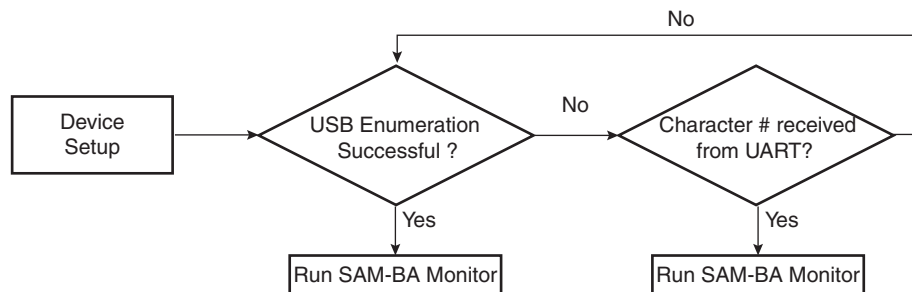 No
Device
Setup
USB Enumeration
Successful ?
No
Character # received
from UART?
Yes
Yes
Run SAM-BA Monitor
Run SAM-BA Monitor